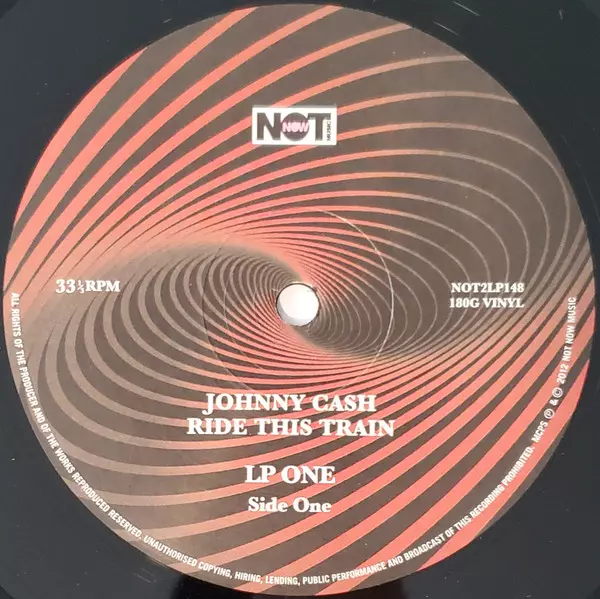 NOT NOW MUSIC
33⅓RPM
NOT2LP148
180G VINYL
JOHNNY CASH
RIDE THIS TRAIN
LP ONE
Side One
ALL RIGHTS OF THE PRODUCER AND OF THE WORKS REPRODUCED RESERVED. UNAUTHORISED COPYING, HIRING, LENDING, PUBLIC PERFORMANCE AND BROADCAST OF THIS RECORDING PROHIBITED. MCPS ℗ & © 2012 NOT NOW MUSIC